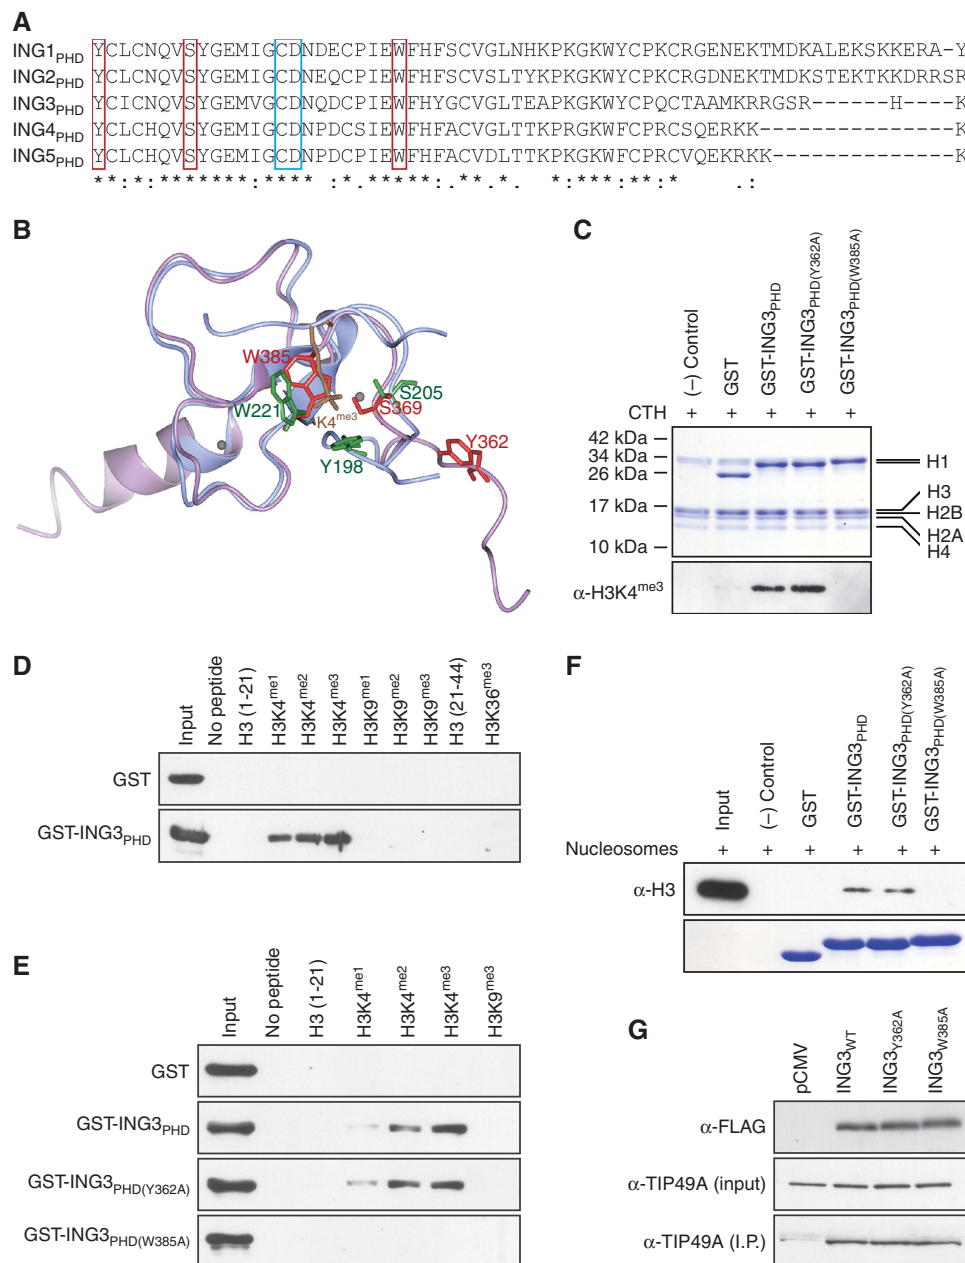 A
ING1PHD YCLCNQVSYGEMIGCDNDECPIEWFHFSCVGLNHKPKGKWYCPKCRGENEKTMDKALEKSKKERA–Y
ING2PHD YCLCNQVSYGEMIGCDNEQCPIEWFHFSCVSLTYKPKGKWYCPKCRGDNEKTMDKSTEKTKKDRRSR
ING3PHD YCICNQVSYGEMVGCDNQDCPIEWFHYGCVGLTEAPKGKWYCPQCTAAMKRRGSR––––––H––K
ING4PHD YCLCHQVSYGEMIGCDNPDCSIEWFHFACVGLTTKPRGKWFCPRCSQERKK–––––––––––––––K
ING5PHD YCLCHQVSYGEMIGCDNPDCPIEWFHFACVDLTTKPKGKWFCPRCVQEKRKK––––––––––––––K
**:*:*******:*** :*.*****:.**.*. *:***:**:* .:
B
W385
W221
K4me3
S205
S369
Y198
Y362
C
(–) Control
GST
GST-ING3PHD
GST-ING3PHD(Y362A)
GST-ING3PHD(W385A)
CTH + + + + +
42 kDa
34 kDa
26 kDa
17 kDa
10 kDa
H1
H3
H2B
H2A
H4
α-H3K4me3
D
Input
No peptide
H3 (1-21)
H3K4me1
H3K4me2
H3K4me3
H3K9me1
H3K9me2
H3K9me3
H3 (21-44)
H3K36me3
GST
GST-ING3PHD
E
Input
No peptide
H3 (1-21)
H3K4me1
H3K4me2
H3K4me3
H3K9me3
GST
GST-ING3PHD
GST-ING3PHD(Y362A)
GST-ING3PHD(W385A)
F
Input
(–) Control
GST
GST-ING3PHD
GST-ING3PHD(Y362A)
GST-ING3PHD(W385A)
Nucleosomes + + + + + +
α-H3
G
pCMV
ING3WT
ING3Y362A
ING3W385A
α-FLAG
α-TIP49A (input)
α-TIP49A (I.P.)